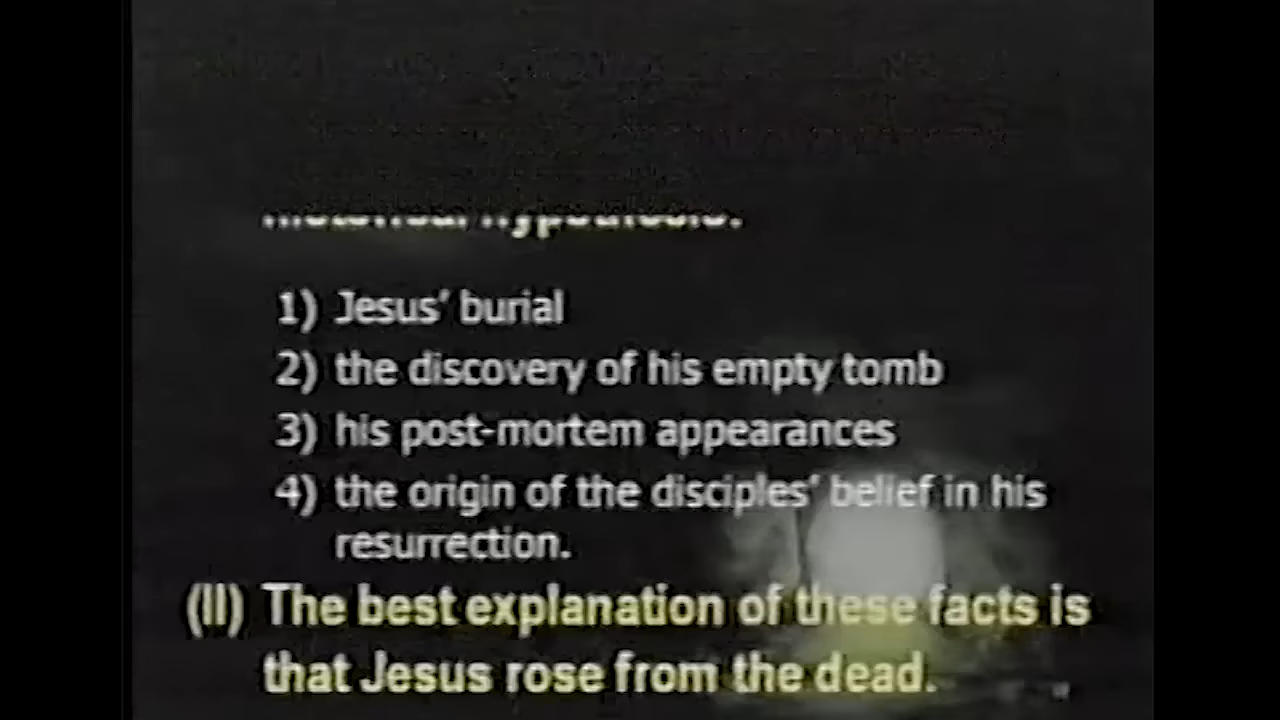 1) Jesus' burial
2) the discovery of his empty tomb
3) his post-mortem appearances
4) the origin of the disciples' belief in his
resurrection.
(II) The best explanation of these facts is
that Jesus rose from the dead.